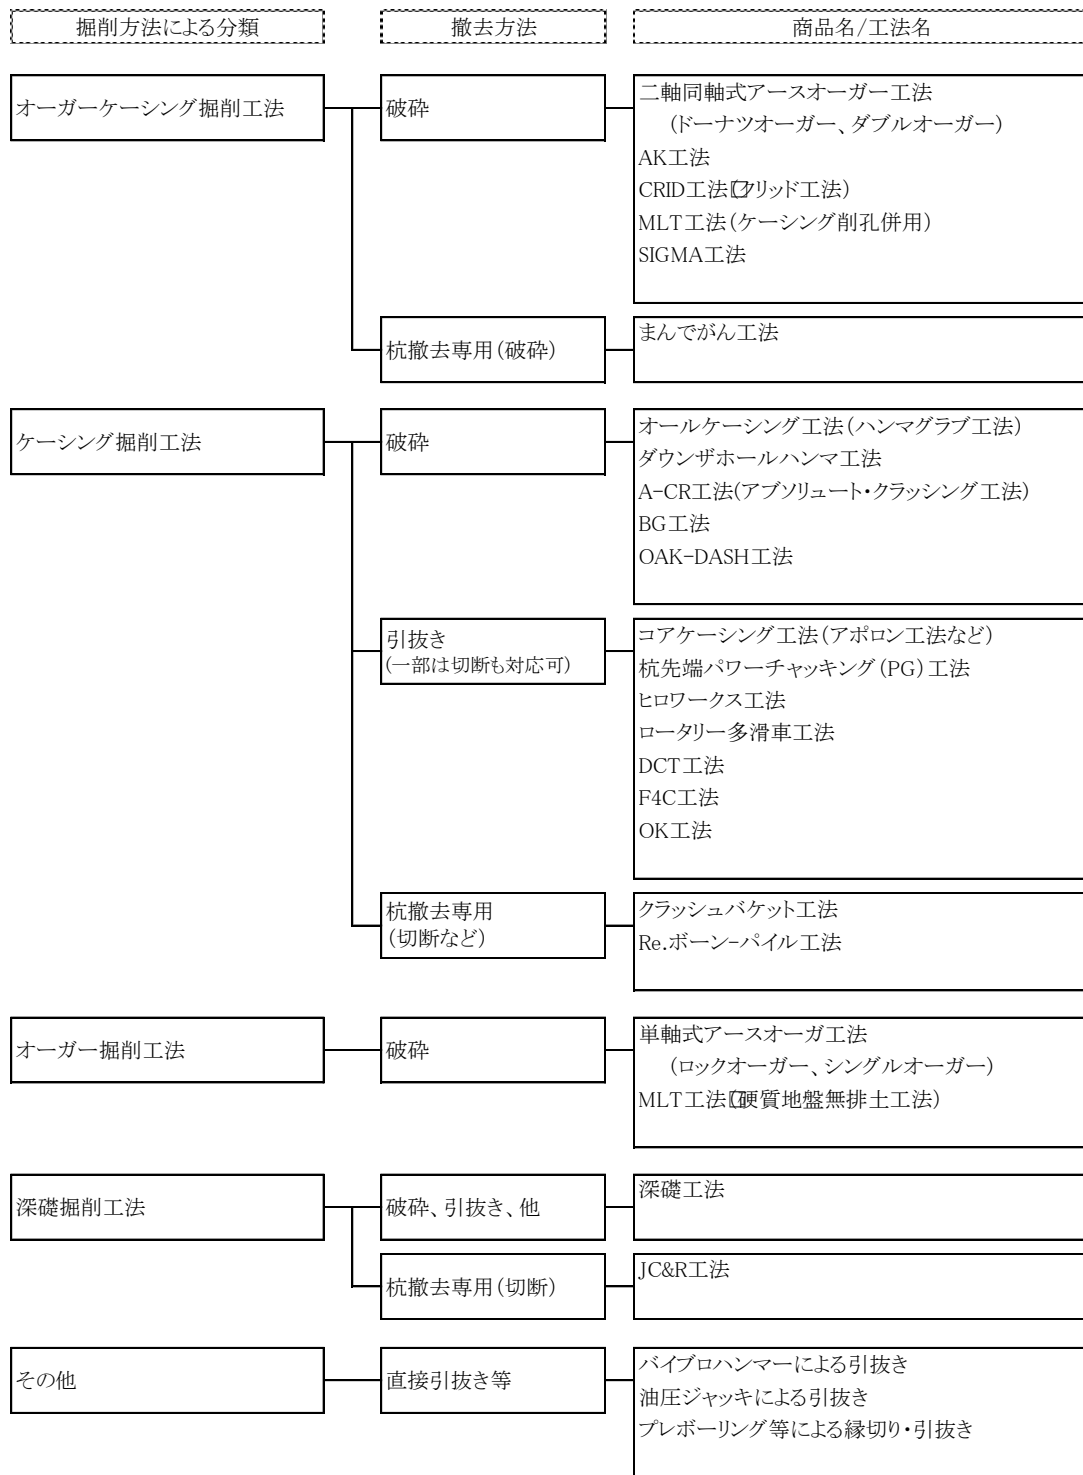 掘削方法による分類
撤去方法
商品名/工法名
オーガーケーシング掘削工法
破砕
二軸同軸式アースオーガー工法
(ドーナツオーガー、ダブルオーガー)
AK工法
CRID工法(クリッド工法)
MLT工法(ケーシング削孔併用)
SIGMA工法
杭撤去専用(破砕)
まんでがん工法
ケーシング掘削工法
破砕
オールケーシング工法(ハンマグラブ工法)
ダウンザホールハンマ工法
A-CR工法(アブソリュート・クラッシング工法)
BG工法
OAK-DASH工法
引抜き
(一部は切断も対応可)
コアケーシング工法(アポロン工法など)
杭先端パワーチャッキング(PG)工法
ヒロワークス工法
ロータリー多滑車工法
DCT工法
F4C工法
OK工法
杭撤去専用
(切断など)
クラッシュバケット工法
Re.ボーン-パイル工法
オーガー掘削工法
破砕
単軸式アースオーガ工法
(ロックオーガー、シングルオーガー)
MLT工法(硬質地盤無排土工法)
深礎掘削工法
破砕、引抜き、他
深礎工法
杭撤去専用(切断)
JC&R工法
その他
直接引抜き等
バイブロハンマーによる引抜き
油圧ジャッキによる引抜き
プレボーリング等による縁切り・引抜き